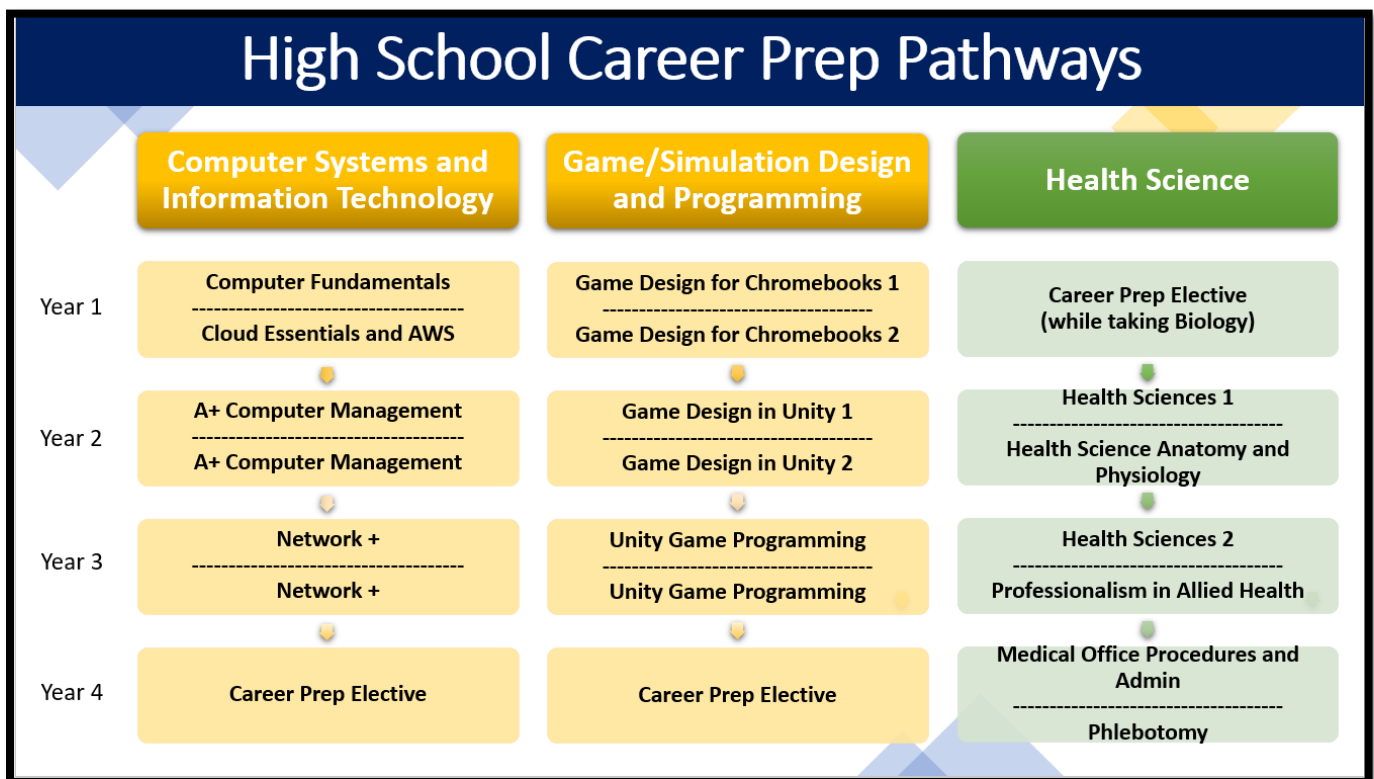 High School Career Prep Pathways
Computer Systems and
Information Technology
Game/Simulation Design
and Programming
Health Science
Year 1
Computer Fundamentals
-------------------------------------
Cloud Essentials and AWS
Game Design for Chromebooks 1
-------------------------------------
Game Design for Chromebooks 2
Career Prep Elective
(while taking Biology)
Year 2
A+ Computer Management
-------------------------------------
A+ Computer Management
Game Design in Unity 1
-------------------------------------
Game Design in Unity 2
Health Sciences 1
-------------------------------------
Health Science Anatomy and
Physiology
Year 3
Network +
-------------------------------------
Network +
Unity Game Programming
-------------------------------------
Unity Game Programming
Health Sciences 2
-------------------------------------
Professionalism in Allied Health
Year 4
Career Prep Elective
Career Prep Elective
Medical Office Procedures and
Admin
-------------------------------------
Phlebotomy